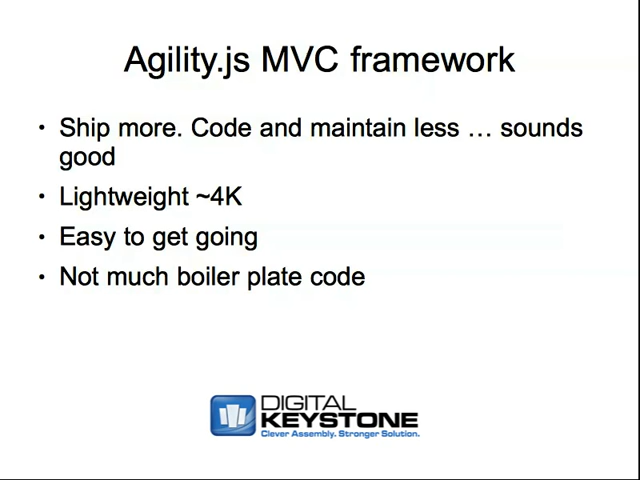 Agility.js MVC framework
• Ship more. Code and maintain less … sounds
good
• Lightweight ~4K
• Easy to get going
• Not much boiler plate code
DIGITAL
KEYSTONE
Clever Assembly. Stronger Solution.